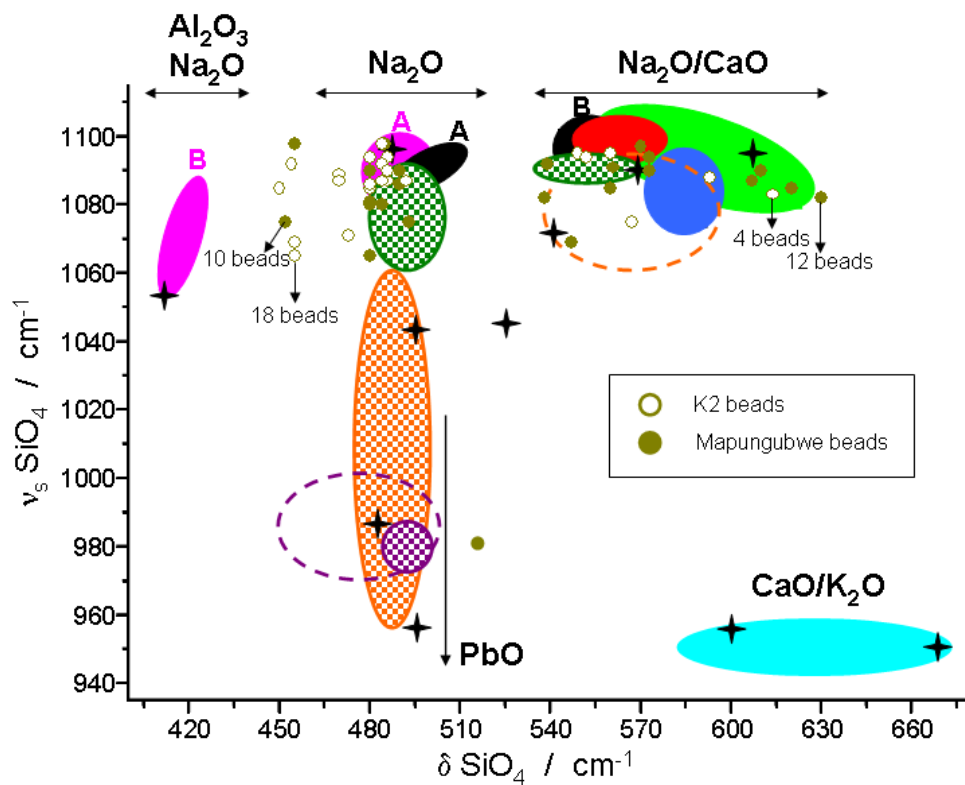 Al₂O₃
Na₂O
Na₂O
Na₂O/CaO
B
A
A
B
10 beads
18 beads
4 beads
12 beads
K2 beads
Mapungubwe beads
CaO/K₂O
PbO
1100
1080
1060
1040
1020
1000
980
960
940
νₛ SiO₄ / cm⁻¹
420 450 480 510 540 570 600 630 660
δ SiO₄ / cm⁻¹